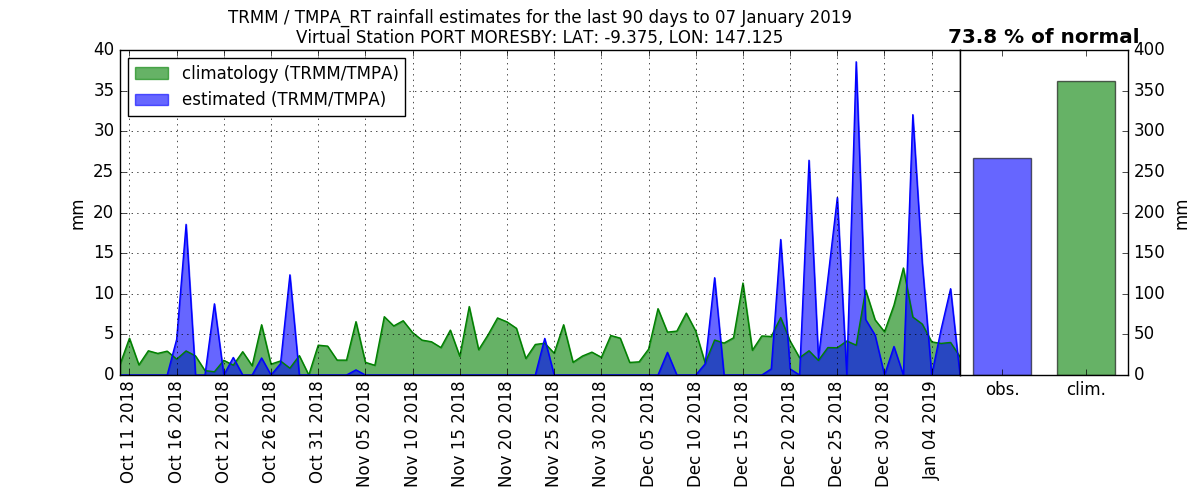 TRMM / TMPA_RT rainfall estimates for the last 90 days to 07 January 2019
Virtual Station PORT MORESBY: LAT: -9.375, LON: 147.125
73.8 % of normal
climatology (TRMM/TMPA)
estimated (TRMM/TMPA)
mm
40
35
30
25
20
15
10
5
0
400
350
300
250
200
150
100
50
0
mm
Oct 11 2018
Oct 16 2018
Oct 21 2018
Oct 26 2018
Oct 31 2018
Nov 05 2018
Nov 10 2018
Nov 15 2018
Nov 20 2018
Nov 25 2018
Nov 30 2018
Dec 05 2018
Dec 10 2018
Dec 15 2018
Dec 20 2018
Dec 25 2018
Dec 30 2018
Jan 04 2019
obs.
clim.